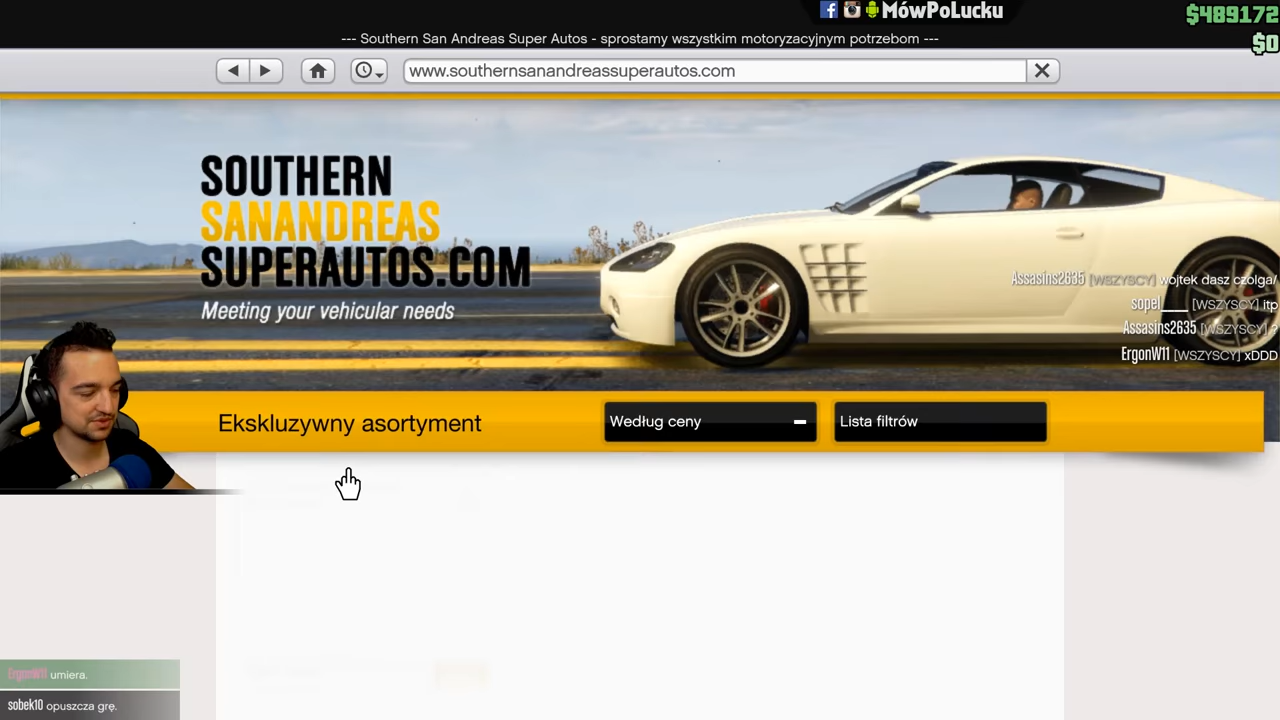 MówPoLucku
$489172
--- Southern San Andreas Super Autos - sprostamy wszystkim motoryzacyjnym potrzebom ---
$0
www.southernsanandreassuperautos.com
SOUTHERN
SANANDREAS
SUPERAUTOS.COM
Meeting your vehicular needs
Assasins2635 [WSZYSCY] wojtek dasz czolga/
sopel____ [WSZYSCY] itp
Assasins2635 [WSZYSCY] ?
ErgonW11 [WSZYSCY] xDDD
Ekskluzywny asortyment
Według ceny
Lista filtrów
ErgonW11 umiera.
sobek10 opuszcza grę.